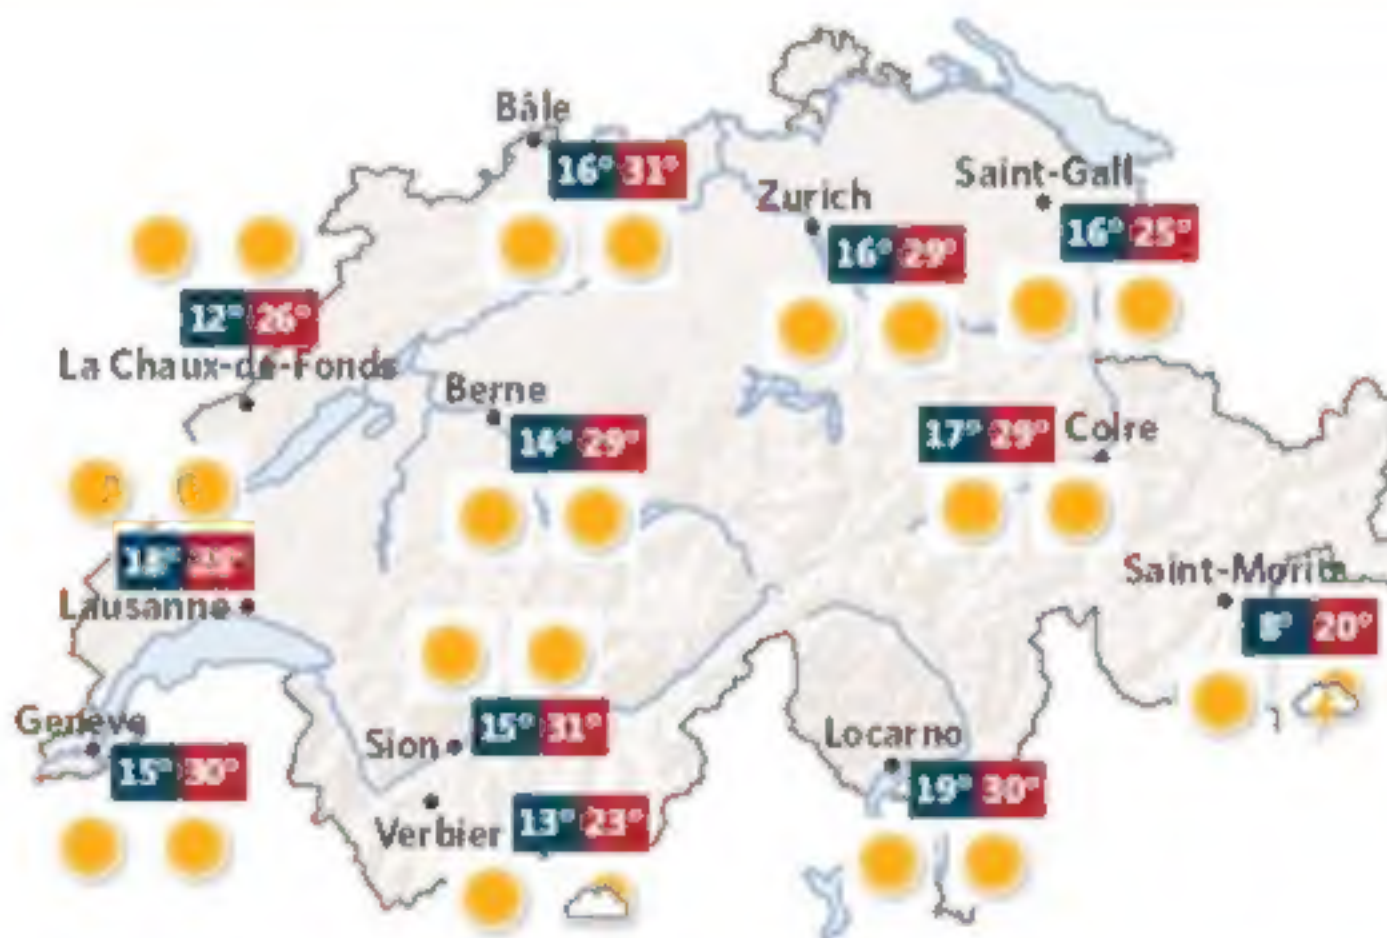 Bâle
16° 31°
Saint-Gall
Zurich
16° 25°
16° 29°
12° 26°
La Chaux-de-Fonds
Berne
14° 29°
17° 29° Coire
Saint-Moritz
Lausanne
8° 20°
Genève
15° 31°
Sion
Locarno
15° 30°
19° 30°
Verbier 13° 23°